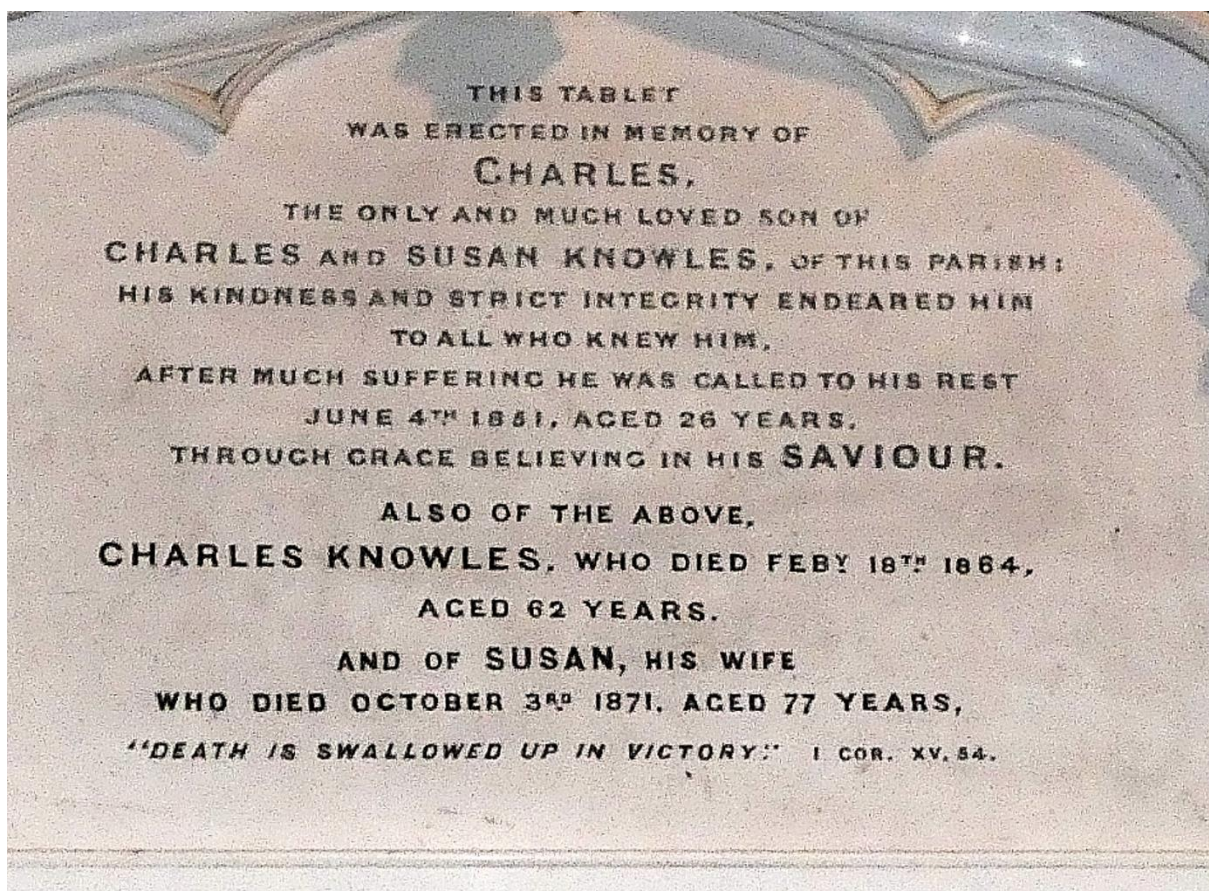 THIS TABLET
WAS ERECTED IN MEMORY OF
CHARLES,
THE ONLY AND MUCH LOVED SON OF
CHARLES AND SUSAN KNOWLES, OF THIS PARISH;
HIS KINDNESS AND STRICT INTEGRITY ENDEARED HIM
TO ALL WHO KNEW HIM,
AFTER MUCH SUFFERING HE WAS CALLED TO HIS REST
JUNE 4TH 1851, AGED 26 YEARS,
THROUGH GRACE BELIEVING IN HIS SAVIOUR.
ALSO OF THE ABOVE,
CHARLES KNOWLES, WHO DIED FEBY 18TH 1864,
AGED 62 YEARS.
AND OF SUSAN, HIS WIFE
WHO DIED OCTOBER 3RD 1871, AGED 77 YEARS,
"DEATH IS SWALLOWED UP IN VICTORY." I COR. XV. 54.